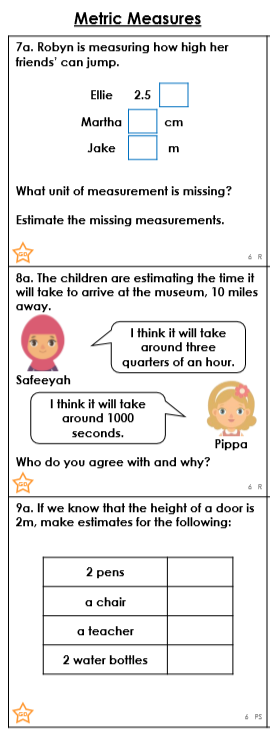 Metric Measures
7a. Robyn is measuring how high her
friends' can jump.
Ellie 2.5
Martha cm
Jake m
What unit of measurement is missing?
Estimate the missing measurements.
GD
6 R
8a. The children are estimating the time it
will take to arrive at the museum, 10 miles
away.
I think it will take
around three
quarters of an hour.
Safeeyah
I think it will take
around 1000
seconds.
Pippa
Who do you agree with and why?
GD
6 R
9a. If we know that the height of a door is
2m, make estimates for the following:
2 pens
a chair
a teacher
2 water bottles
GD
6 PS